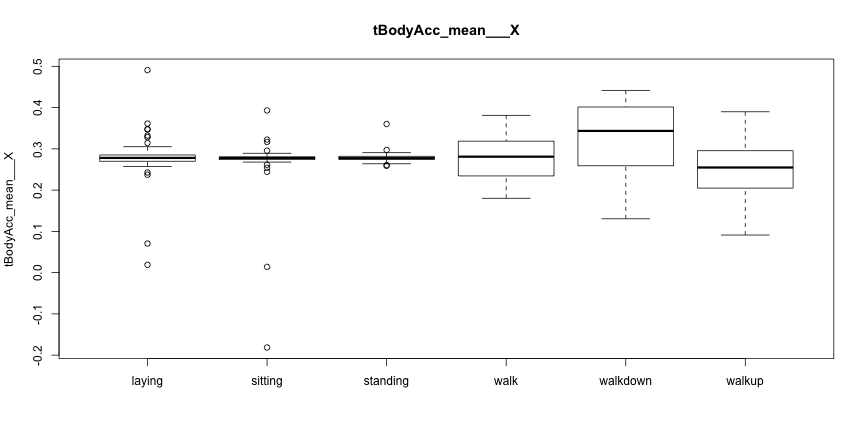 tBodyAcc_mean___X
tBodyAcc_mean___X
0.5
0.4
0.3
0.2
0.1
0.0
-0.1
-0.2
laying sitting standing walk walkdown walkup